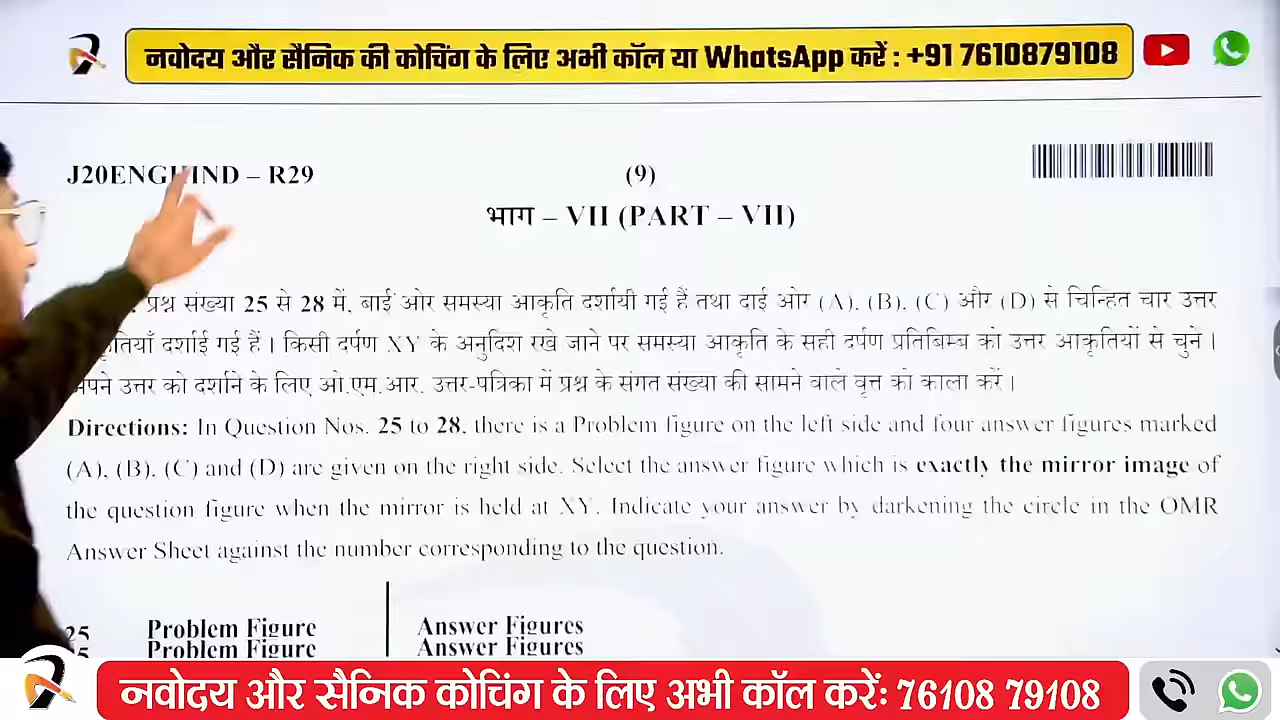 नवोदय और सैनिक की कोचिंग के लिए अभी कॉल या WhatsApp करें : +91 7610879108
J20ENGHIND – R29 (9)
भाग – VII (PART – VII)
प्रश्न संख्या 25 से 28 में, बाईं ओर समस्या आकृति दर्शायी गई हैं तथा दाई ओर (A), (B), (C) और (D) से चिन्हित चार उत्तर
दर्शाई गई हैं । किसी दर्पण XY के अनुदिश रखे जाने पर समस्या आकृति के सही दर्पण प्रतिबिम्ब को उत्तर आकृतियों से चुने ।
उत्तर को दर्शाने के लिए ओ.एम.आर. उत्तर-पत्रिका में प्रश्न के संगत संख्या की सामने वाले वृत्त को काला करें ।
Directions: In Question Nos. 25 to 28, there is a Problem figure on the left side and four answer figures marked
(A), (B), (C) and (D) are given on the right side. Select the answer figure which is exactly the mirror image of
the question figure when the mirror is held at XY. Indicate your answer by darkening the circle in the OMR
Answer Sheet against the number corresponding to the question.
25 Problem Figure Answer Figures
Problem Figure Answer Figures
नवोदय और सैनिक कोचिंग के लिए अभी कॉल करें: 76108 79108